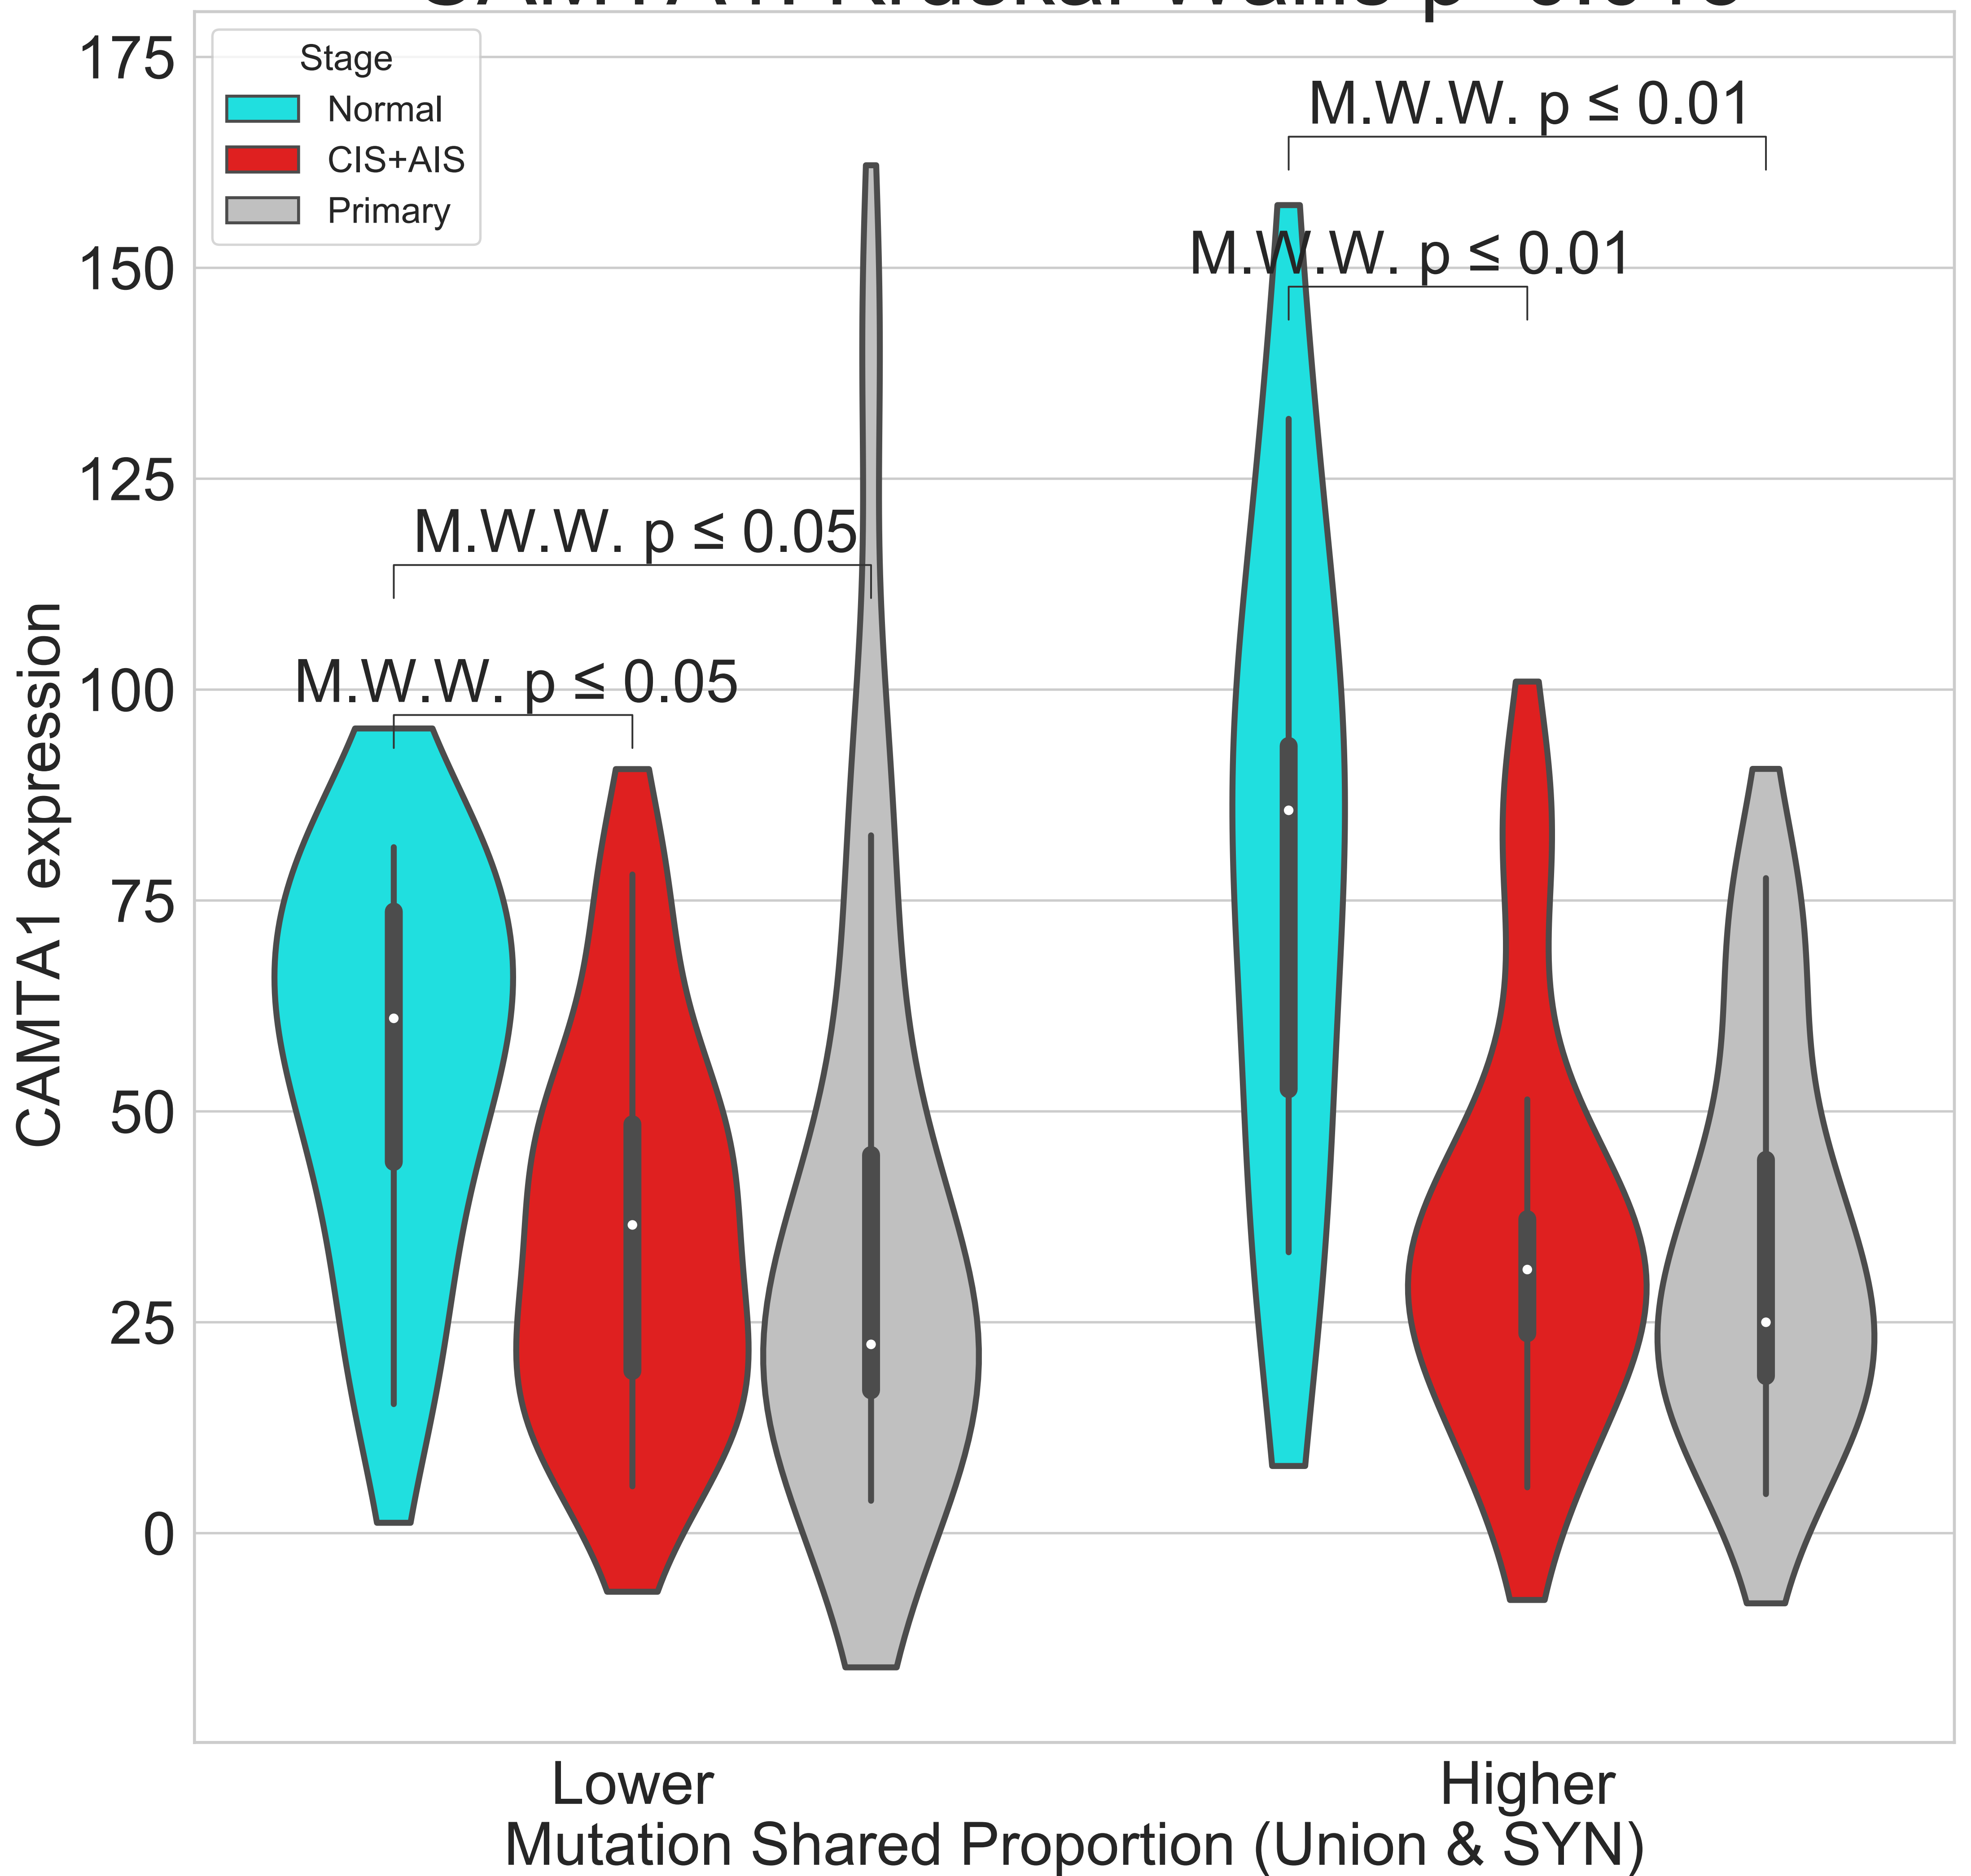 175
150
125
100
75
50
25
0
CAMTA1 expression
Stage
Normal
CIS+AIS
Primary
M.W.W. p ≤ 0.01
M.W.W. p ≤ 0.01
M.W.W. p ≤ 0.05
M.W.W. p ≤ 0.05
Lower
Higher
Mutation Shared Proportion (Union & SYN)